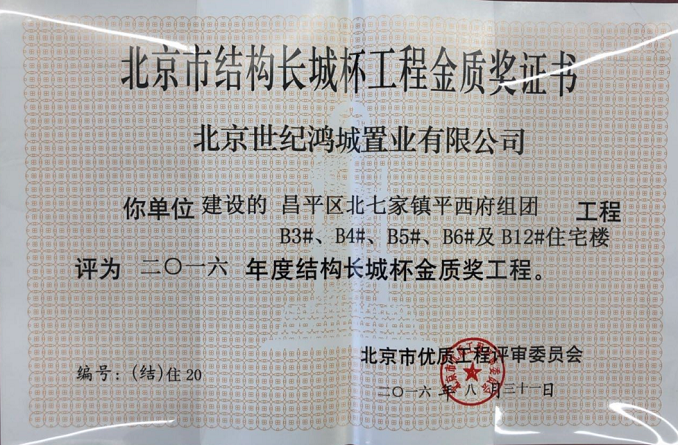 北京市结构长城杯工程金质奖证书
北京世纪鸿城置业有限公司
你单位 建设的 昌平区北七家镇平西府组团 工程
B3#、B4#、B5#、B6#及B12#住宅楼
评为 二〇一六 年度结构长城杯金质奖工程。
北京市优质工程评审委员会
编号：(结)住20
二〇一六 年 八 月 三十一日